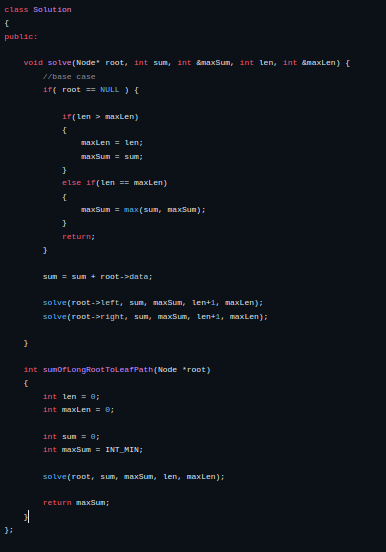 class Solution
{
public:
void solve(Node* root, int sum, int &maxSum, int len, int &maxLen) {
//base case
if( root == NULL ) {
if(len > maxLen)
{
maxLen = len;
maxSum = sum;
}
else if(len == maxLen)
{
maxSum = max(sum, maxSum);
}
return;
}
sum = sum + root->data;
solve(root->left, sum, maxSum, len+1, maxLen);
solve(root->right, sum, maxSum, len+1, maxLen);
}
int sumOfLongRootToLeafPath(Node *root)
{
int len = 0;
int maxLen = 0;
int sum = 0;
int maxSum = INT_MIN;
solve(root, sum, maxSum, len, maxLen);
return maxSum;
}
};